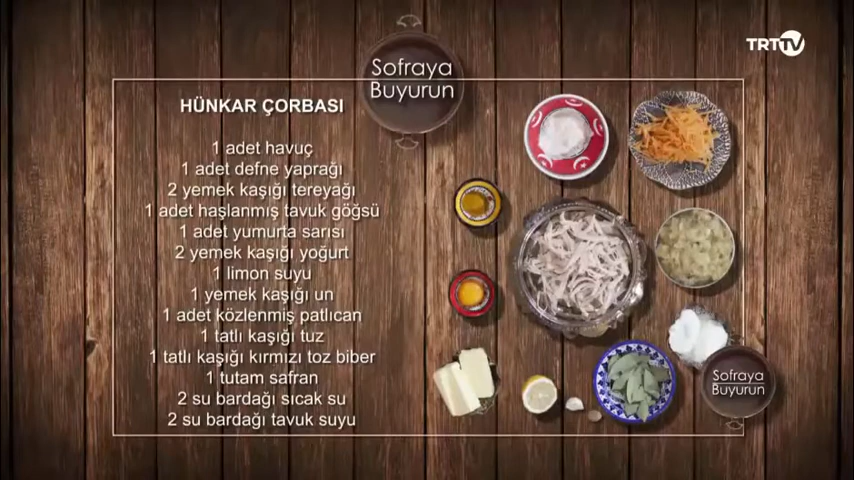 TRT TV
Sofraya
Buyurun
HÜNKAR ÇORBASI
1 adet havuç
1 adet defne yaprağı
2 yemek kaşığı tereyağı
1 adet haşlanmış tavuk göğsü
1 adet yumurta sarısı
2 yemek kaşığı yoğurt
1 limon suyu
1 yemek kaşığı un
1 adet közlenmiş patlıcan
1 tatlı kaşığı tuz
1 tatlı kaşığı kırmızı toz biber
1 tutam safran
2 su bardağı sıcak su
2 su bardağı tavuk suyu
Sofraya
Buyurun